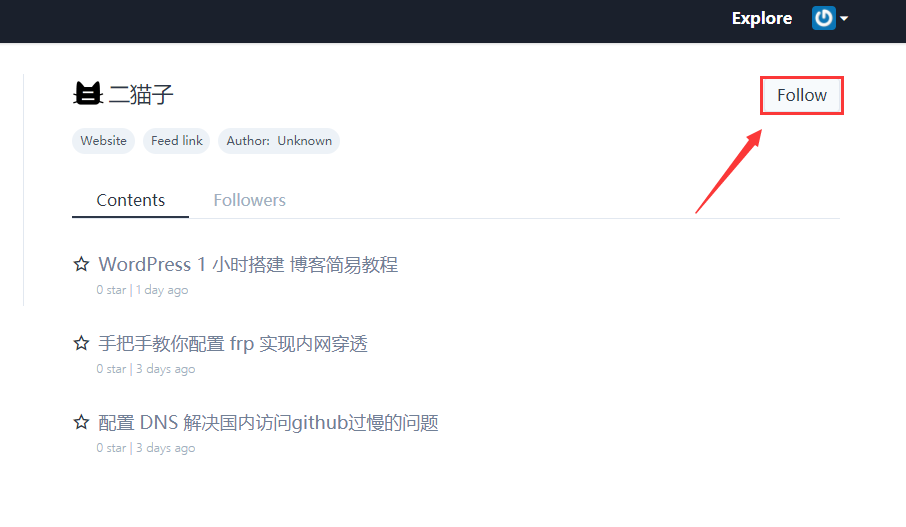 Explore
二猫子
Follow
Website Feed link Author: Unknown
Contents Followers
WordPress 1 小时搭建 博客简易教程
0 star | 1 day ago
手把手教你配置 frp 实现内网穿透
0 star | 3 days ago
配置 DNS 解决国内访问github过慢的问题
0 star | 3 days ago